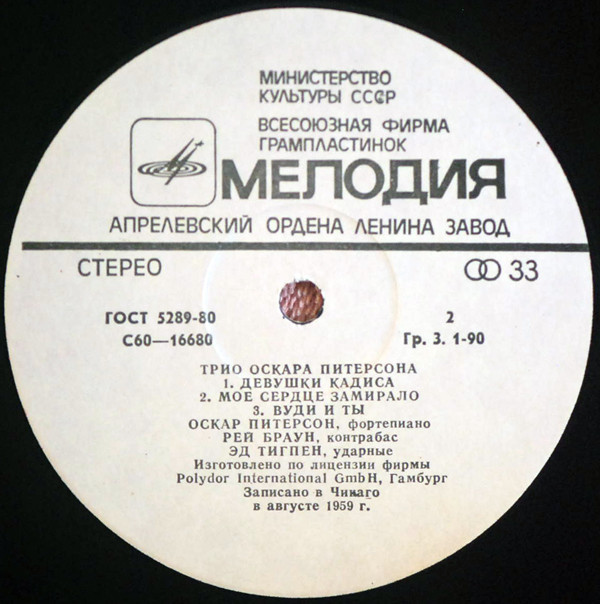 МИНИСТЕРСТВО
КУЛЬТУРЫ СССР
ВСЕСОЮЗНАЯ ФИРМА
ГРАМПЛАСТИНОК
МЕЛОДИЯ
АПРЕЛЕВСКИЙ ОРДЕНА ЛЕНИНА ЗАВОД
СТЕРЕО 33
ГОСТ 5289-80 2
С60—16680 Гр. 3. 1-90
ТРИО ОСКАРА ПИТЕРСОНА
1. ДЕВУШКИ КАДИСА
2. МОЕ СЕРДЦЕ ЗАМИРАЛО
3. ВУДИ И ТЫ
ОСКАР ПИТЕРСОН, фортепиано
РЕЙ БРАУН, контрабас
ЭД ТИГПЕН, ударные
Изготовлено по лицензии фирмы
Polydor International GmbH, Гамбург
Записано в Чикаго
в августе 1959 г.